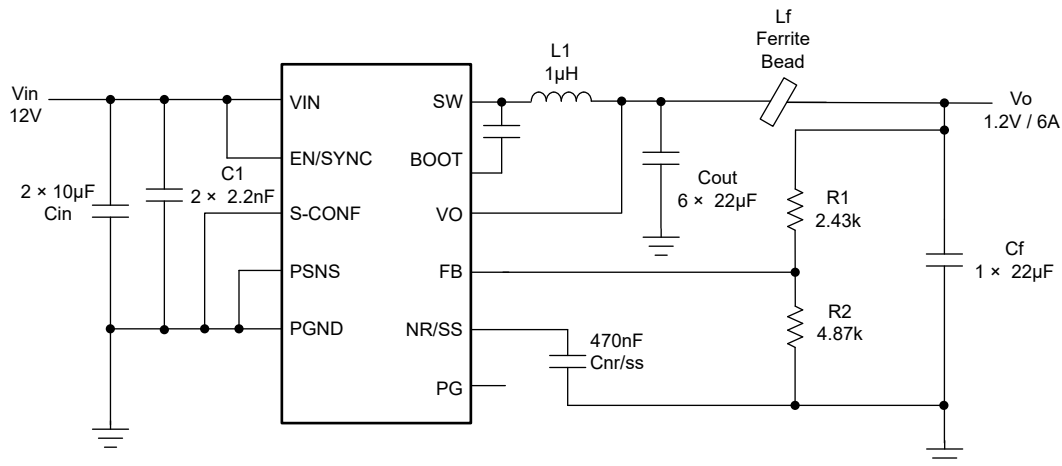 Vin
12V
2 × 10µF
Cin
C1
2 × 2.2nF
VIN
EN/SYNC
S-CONF
PSNS
PGND
SW
BOOT
VO
FB
NR/SS
PG
L1
1µH
Cout
6 × 22µF
470nF
Cnr/ss
Lf
Ferrite
Bead
R1
2.43k
R2
4.87k
Vo
1.2V / 6A
Cf
1 × 22µF